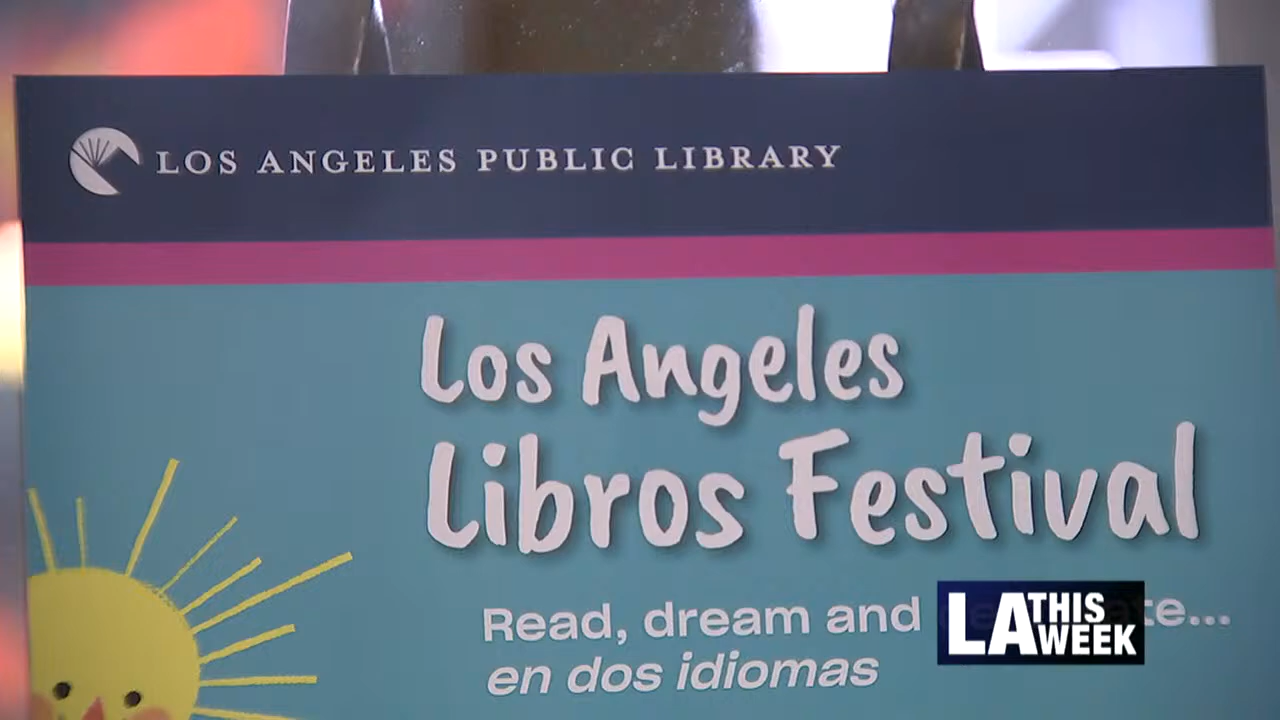 LOS ANGELES PUBLIC LIBRARY
Los Angeles
Libros Festival
Read, dream and
en dos idiomas
LA THIS WEEK